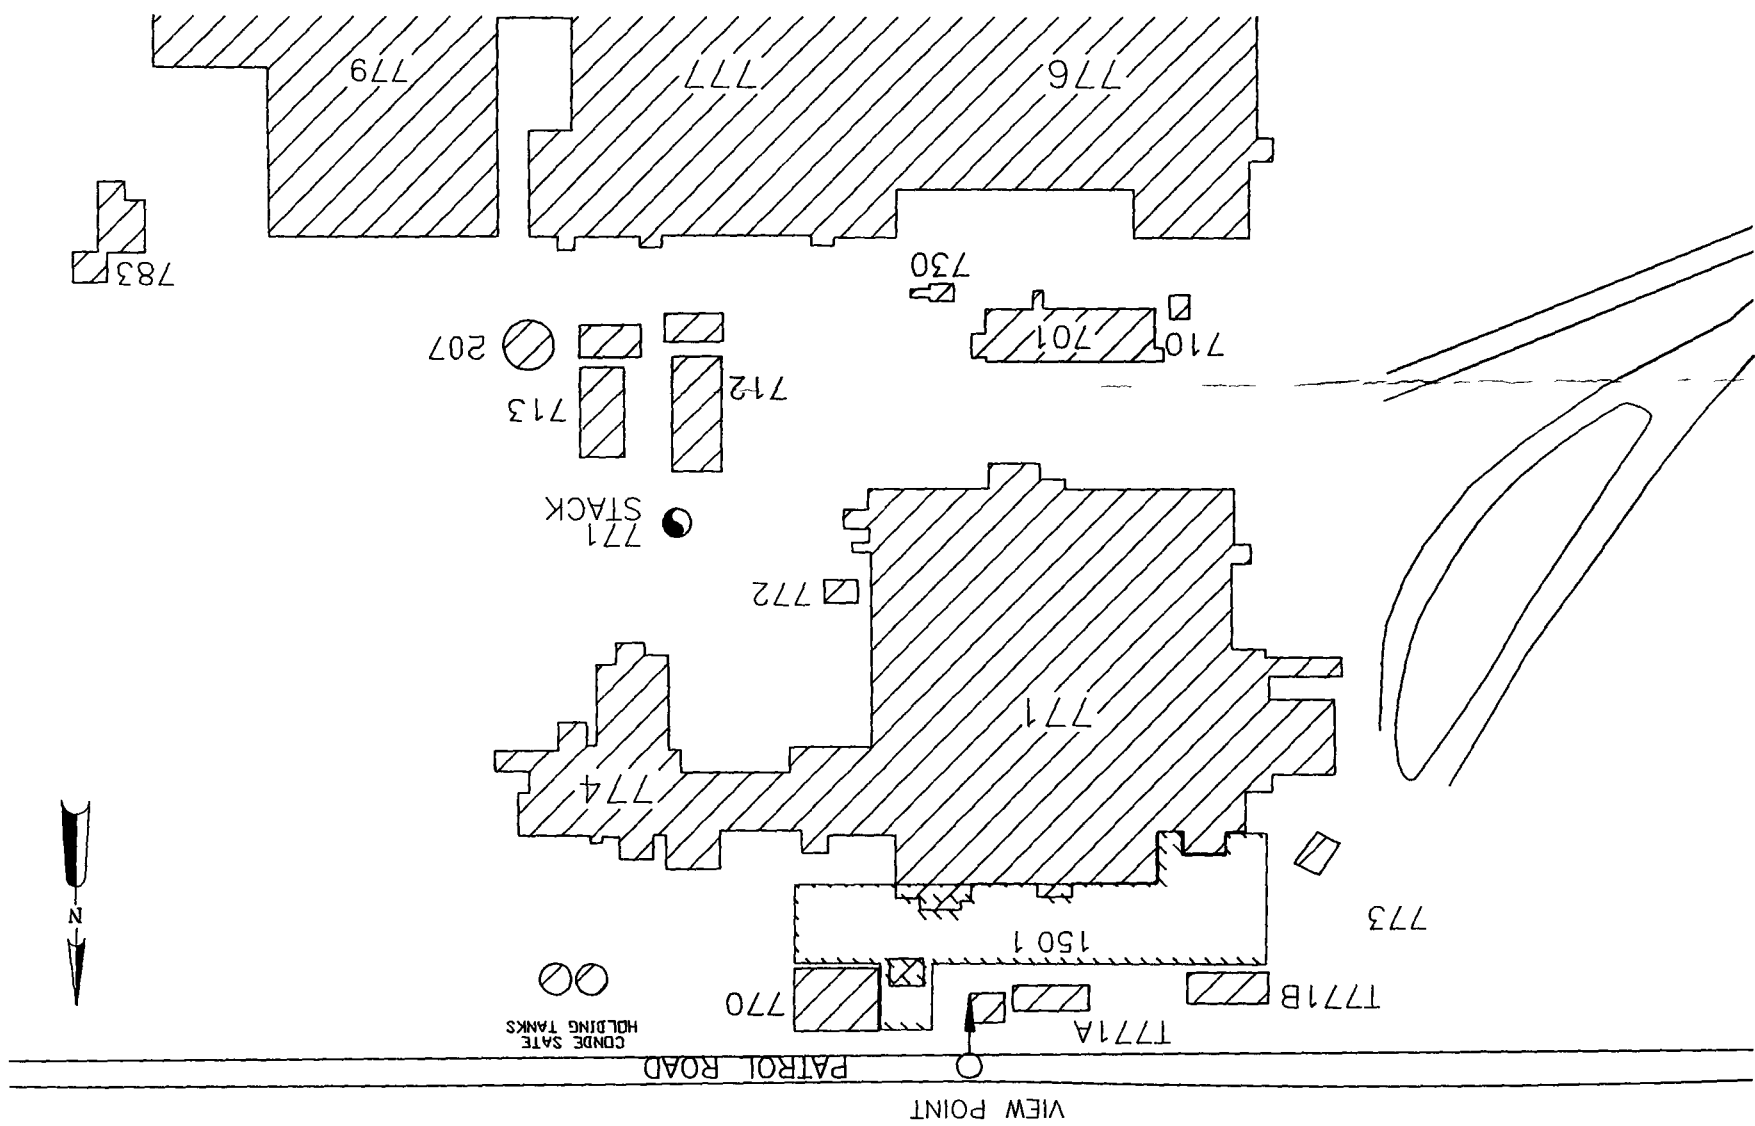 VIEW POINT
PATROL ROAD
CONDE SATE
HOLDING TANKS
T771A
T771B
770
150 1
773
N
774
771
772
771
STACK
713
712
207
701
710
730
783
776
777
779